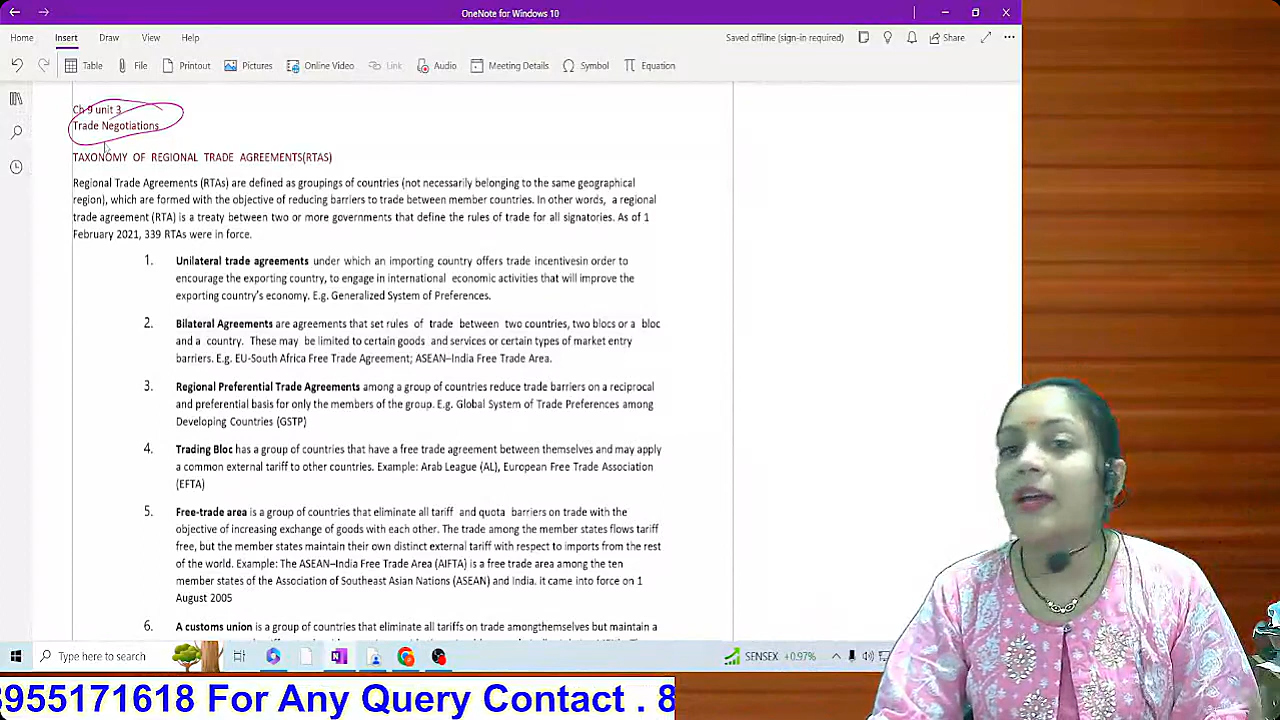 OneNote for Windows 10
Home Insert Draw View Help
Saved offline (sign-in required) Share
Table File Printout Pictures Online Video Link Audio Meeting Details Symbol Equation
Ch 9 unit 3
Trade Negotiations
TAXONOMY OF REGIONAL TRADE AGREEMENTS(RTAS)
Regional Trade Agreements (RTAs) are defined as groupings of countries (not necessarily belonging to the same geographical
region), which are formed with the objective of reducing barriers to trade between member countries. In other words, a regional
trade agreement (RTA) is a treaty between two or more governments that define the rules of trade for all signatories. As of 1
February 2021, 339 RTAs were in force.
1. Unilateral trade agreements under which an importing country offers trade incentivesin order to
encourage the exporting country, to engage in international economic activities that will improve the
exporting country's economy. E.g. Generalized System of Preferences.
2. Bilateral Agreements are agreements that set rules of trade between two countries, two blocs or a bloc
and a country. These may be limited to certain goods and services or certain types of market entry
barriers. E.g. EU-South Africa Free Trade Agreement; ASEAN–India Free Trade Area.
3. Regional Preferential Trade Agreements among a group of countries reduce trade barriers on a reciprocal
and preferential basis for only the members of the group. E.g. Global System of Trade Preferences among
Developing Countries (GSTP)
4. Trading Bloc has a group of countries that have a free trade agreement between themselves and may apply
a common external tariff to other countries. Example: Arab League (AL), European Free Trade Association
(EFTA)
5. Free-trade area is a group of countries that eliminate all tariff and quota barriers on trade with the
objective of increasing exchange of goods with each other. The trade among the member states flows tariff
free, but the member states maintain their own distinct external tariff with respect to imports from the rest
of the world. Example: The ASEAN–India Free Trade Area (AIFTA) is a free trade area among the ten
member states of the Association of Southeast Asian Nations (ASEAN) and India. it came into force on 1
August 2005
6. A customs union is a group of countries that eliminate all tariffs on trade amongthemselves but maintain a
Type here to search
SENSEX +0.97%
8955171618 For Any Query Contact . 8